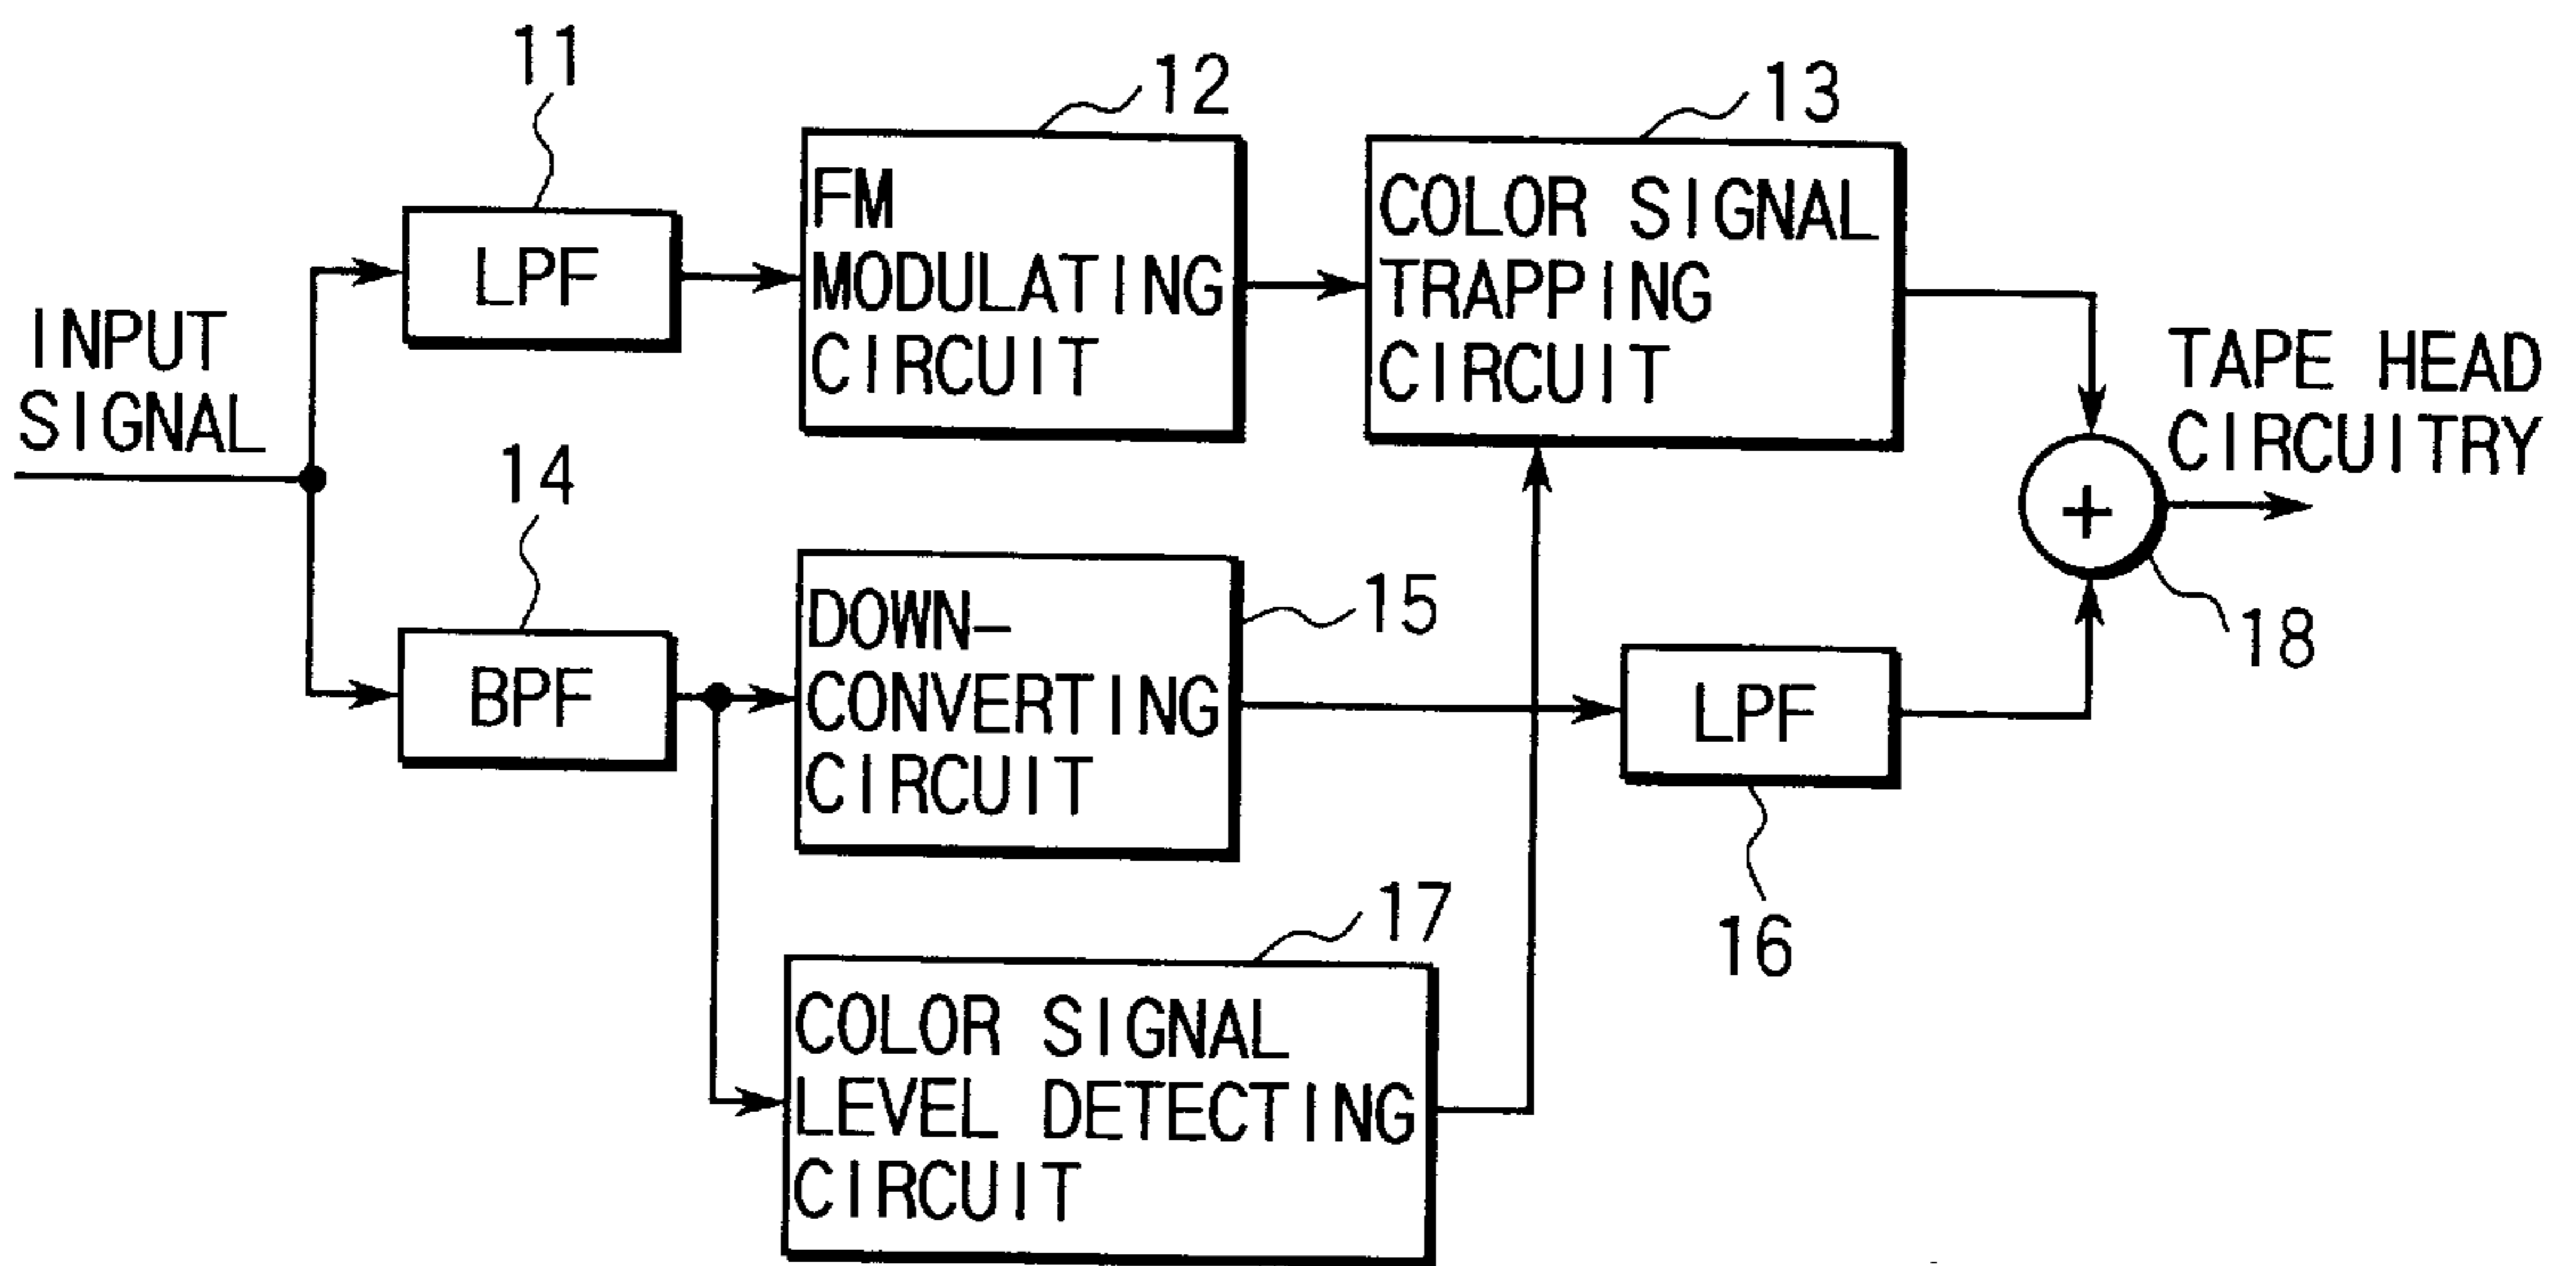 11
12
13
LPF
FM
MODULATING
CIRCUIT
COLOR SIGNAL
TRAPPING
CIRCUIT
INPUT
SIGNAL
TAPE HEAD
CIRCUITRY
14
BPF
DOWN-
CONVERTING
CIRCUIT
15
LPF
+
18
16
17
COLOR SIGNAL
LEVEL DETECTING
CIRCUIT